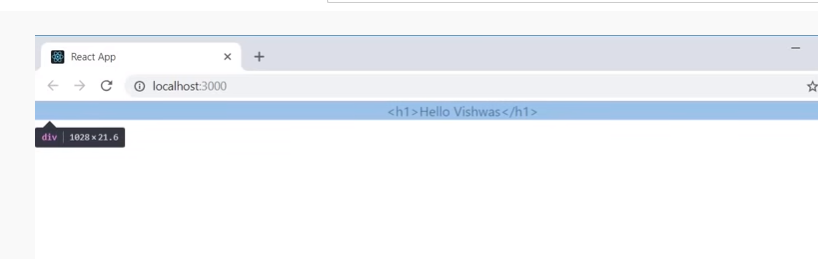 React App
localhost:3000
<h1>Hello Vishwas</h1>
div | 1028×21.6